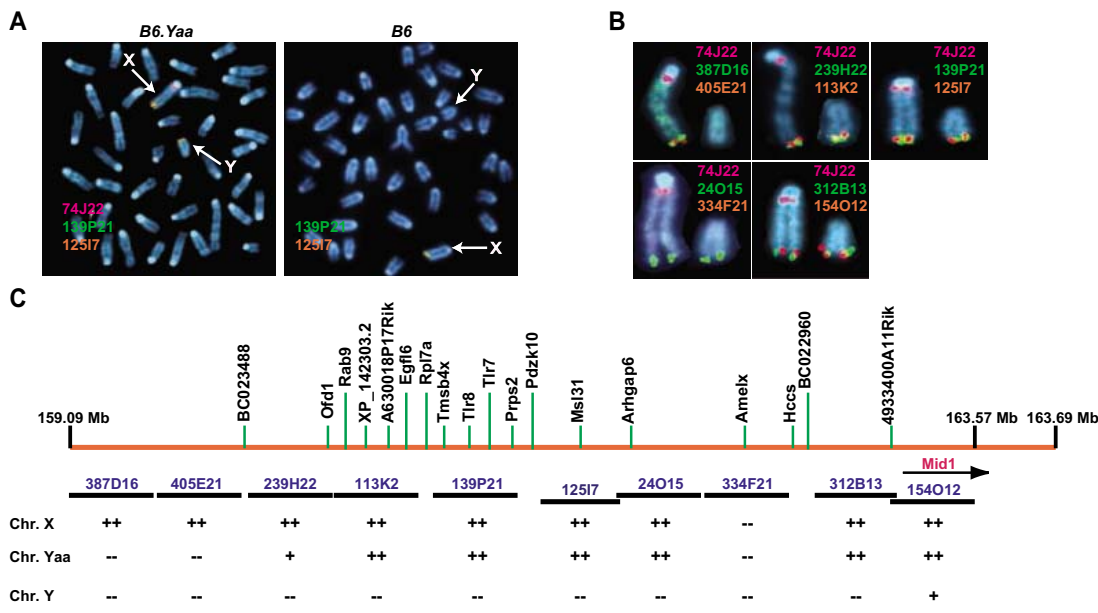 A
B6.Yaa
B6
X
Y
74J22
139P21
125I7
Y
139P21
125I7
X
B
74J22
387D16
405E21
74J22
239H22
113K2
74J22
139P21
125I7
74J22
24O15
334F21
74J22
312B13
154O12
C
159.09 Mb
BC023488
Ofd1
Rab9
XP_142303.2
A630018P17Rik
Egfl6
Rpl7a
Tmsb4x
Tlr8
Tlr7
Prps2
Pdzk10
Msl31
Arhgap6
Amelx
Hccs
BC022960
4933400A11Rik
163.57 Mb
163.69 Mb
Mid1
387D16 405E21 239H22 113K2 139P21 125I7 24O15 334F21 312B13 154O12
Chr. X ++ ++ ++ ++ ++ ++ ++ -- ++ ++
Chr. Yaa -- -- + ++ ++ ++ ++ -- ++ ++
Chr. Y -- -- -- -- -- -- -- -- -- +